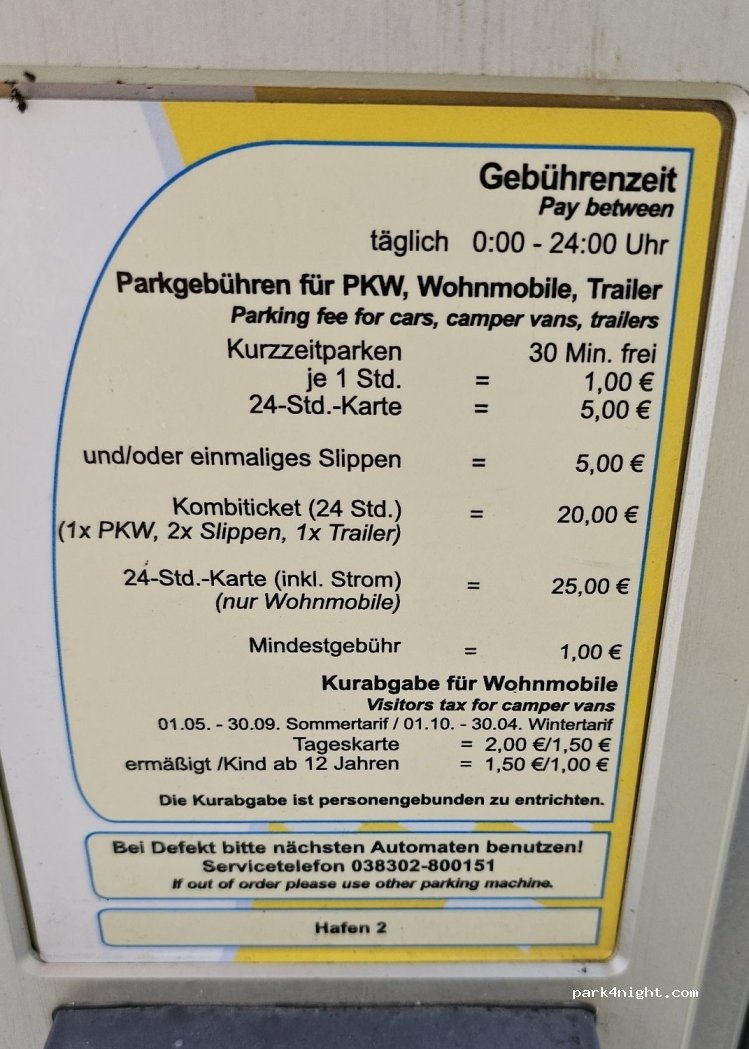 Gebührenzeit
Pay between
täglich 0:00 - 24:00 Uhr
Parkgebühren für PKW, Wohnmobile, Trailer
Parking fee for cars, camper vans, trailers
Kurzzeitparken 30 Min. frei
je 1 Std. = 1,00 €
24-Std.-Karte = 5,00 €
und/oder einmaliges Slippen = 5,00 €
Kombiticket (24 Std.) = 20,00 €
(1x PKW, 2x Slippen, 1x Trailer)
24-Std.-Karte (inkl. Strom) = 25,00 €
(nur Wohnmobile)
Mindestgebühr = 1,00 €
Kurabgabe für Wohnmobile
Visitors tax for camper vans
01.05. - 30.09. Sommertarif / 01.10. - 30.04. Wintertarif
Tageskarte = 2,00 €/1,50 €
ermäßigt /Kind ab 12 Jahren = 1,50 €/1,00 €
Die Kurabgabe ist personengebunden zu entrichten.
Bei Defekt bitte nächsten Automaten benutzen!
Servicetelefon 038302-800151
If out of order please use other parking machine.
Hafen 2
park4night.com